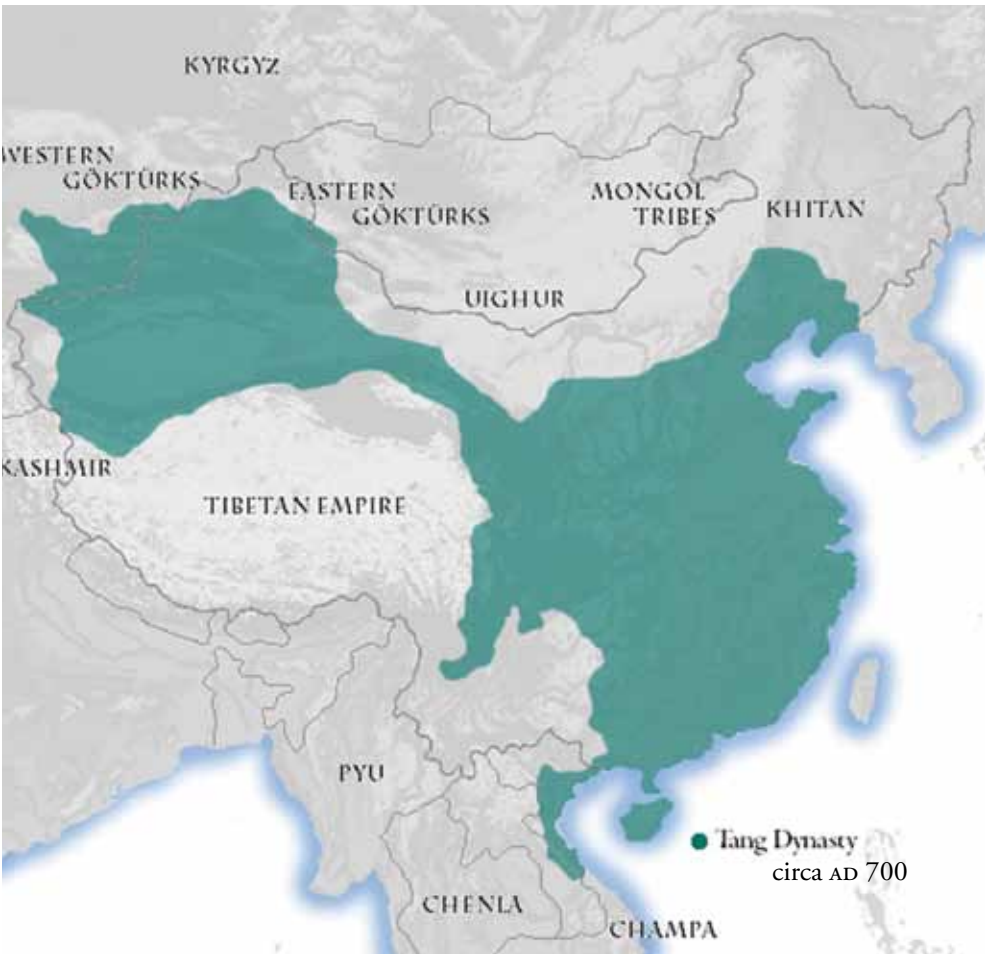 KYRGYZ
WESTERN
GÖKTÜRKS
EASTERN
GÖKTÜRKS
MONGOL
TRIBES
KHITAN
UIGHUR
KASHMIR
TIBETAN EMPIRE
PYU
Tang Dynasty
circa AD 700
CHENLA
CHAMPA